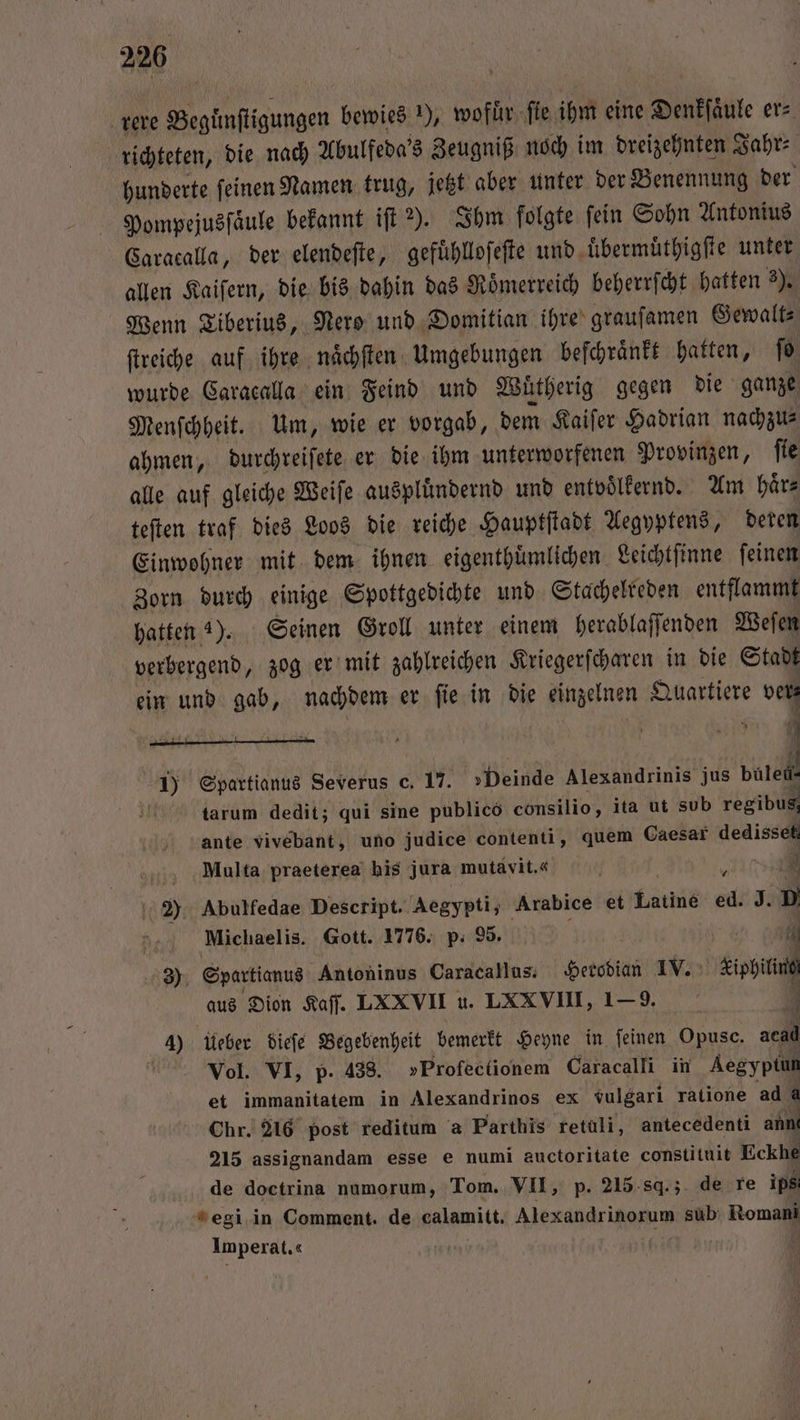 226
rere Begünſtigungen bewies ¹), wofür ſie ihm eine Denkſäule er⸗
richteten, die nach Abulfeda's Zeugniß noch im dreizehnten Jahr⸗
hunderte ſeinen Namen trug, jetzt aber unter der Benennung der
Pompejusſäule bekannt iſt ²). Ihm folgte ſein Sohn Antonius
Caracalla, der elendeſte, gefühlloſeſte und übermüthigſte unter
allen Kaiſern, die bis dahin das Römerreich beherrſcht hatten ³).
Wenn Tiberius, Nero und Domitian ihre grauſamen Gewalt⸗
ſtreiche auf ihre nächſten Umgebungen beſchränkt hatten, ſo
wurde Caracalla ein Feind und Wütherig gegen die ganze
Menſchheit. Um, wie er vorgab, dem Kaiſer Hadrian nachzu⸗
ahmen, durchreiſete er die ihm unterworfenen Provinzen, ſie
alle auf gleiche Weiſe ausplündernd und entvölkernd. Am här⸗
teſten traf dies Loos die reiche Hauptſtadt Aegyptens, deren
Einwohner mit dem ihnen eigenthümlichen Leichtſinne ſeinen
Zorn durch einige Spottgedichte und Stachelreden entflammt
hatten ⁴). Seinen Groll unter einem herablaſſenden Weſen
verbergend, zog er mit zahlreichen Kriegerſcharen in die Stadt
ein und gab, nachdem er ſie in die einzelnen Quartiere ver⸗
1) Spartianus Severus c. 17. »Deinde Alexandrinis jus buleu-
tarum dedit; qui sine publico consilio, ita ut sub regibus,
ante vivebant, uno judice contenti, quem Caesar dedisset.
Multa praeterea his jura mutavit.«
2) Abulfedae Descript. Aegypti, Arabice et Latine ed. J. D
Michaelis. Gott. 1776. p. 95.
3) Spartianus Antoninus Caracallus. Herodian IV. Xiphilinus
aus Dion Kaſſ. LXXVII u. LXXVIII, 1—9.
4) Ueber dieſe Begebenheit bemerkt Heyne in ſeinen Opusc. acad
Vol. VI, p. 438. »Profectionem Caracalli in Aegyptun
et immanitatem in Alexandrinos ex vulgari ratione ad a
Chr. 216 post reditum a Parthis retuli, antecedenti ann
215 assignandam esse e numi auctoritate constituit Eckhe
de doctrina numorum, Tom. VII, p. 215 sq.; de re ips
egi in Comment. de calamitt. Alexandrinorum sub Romani
Imperat.«